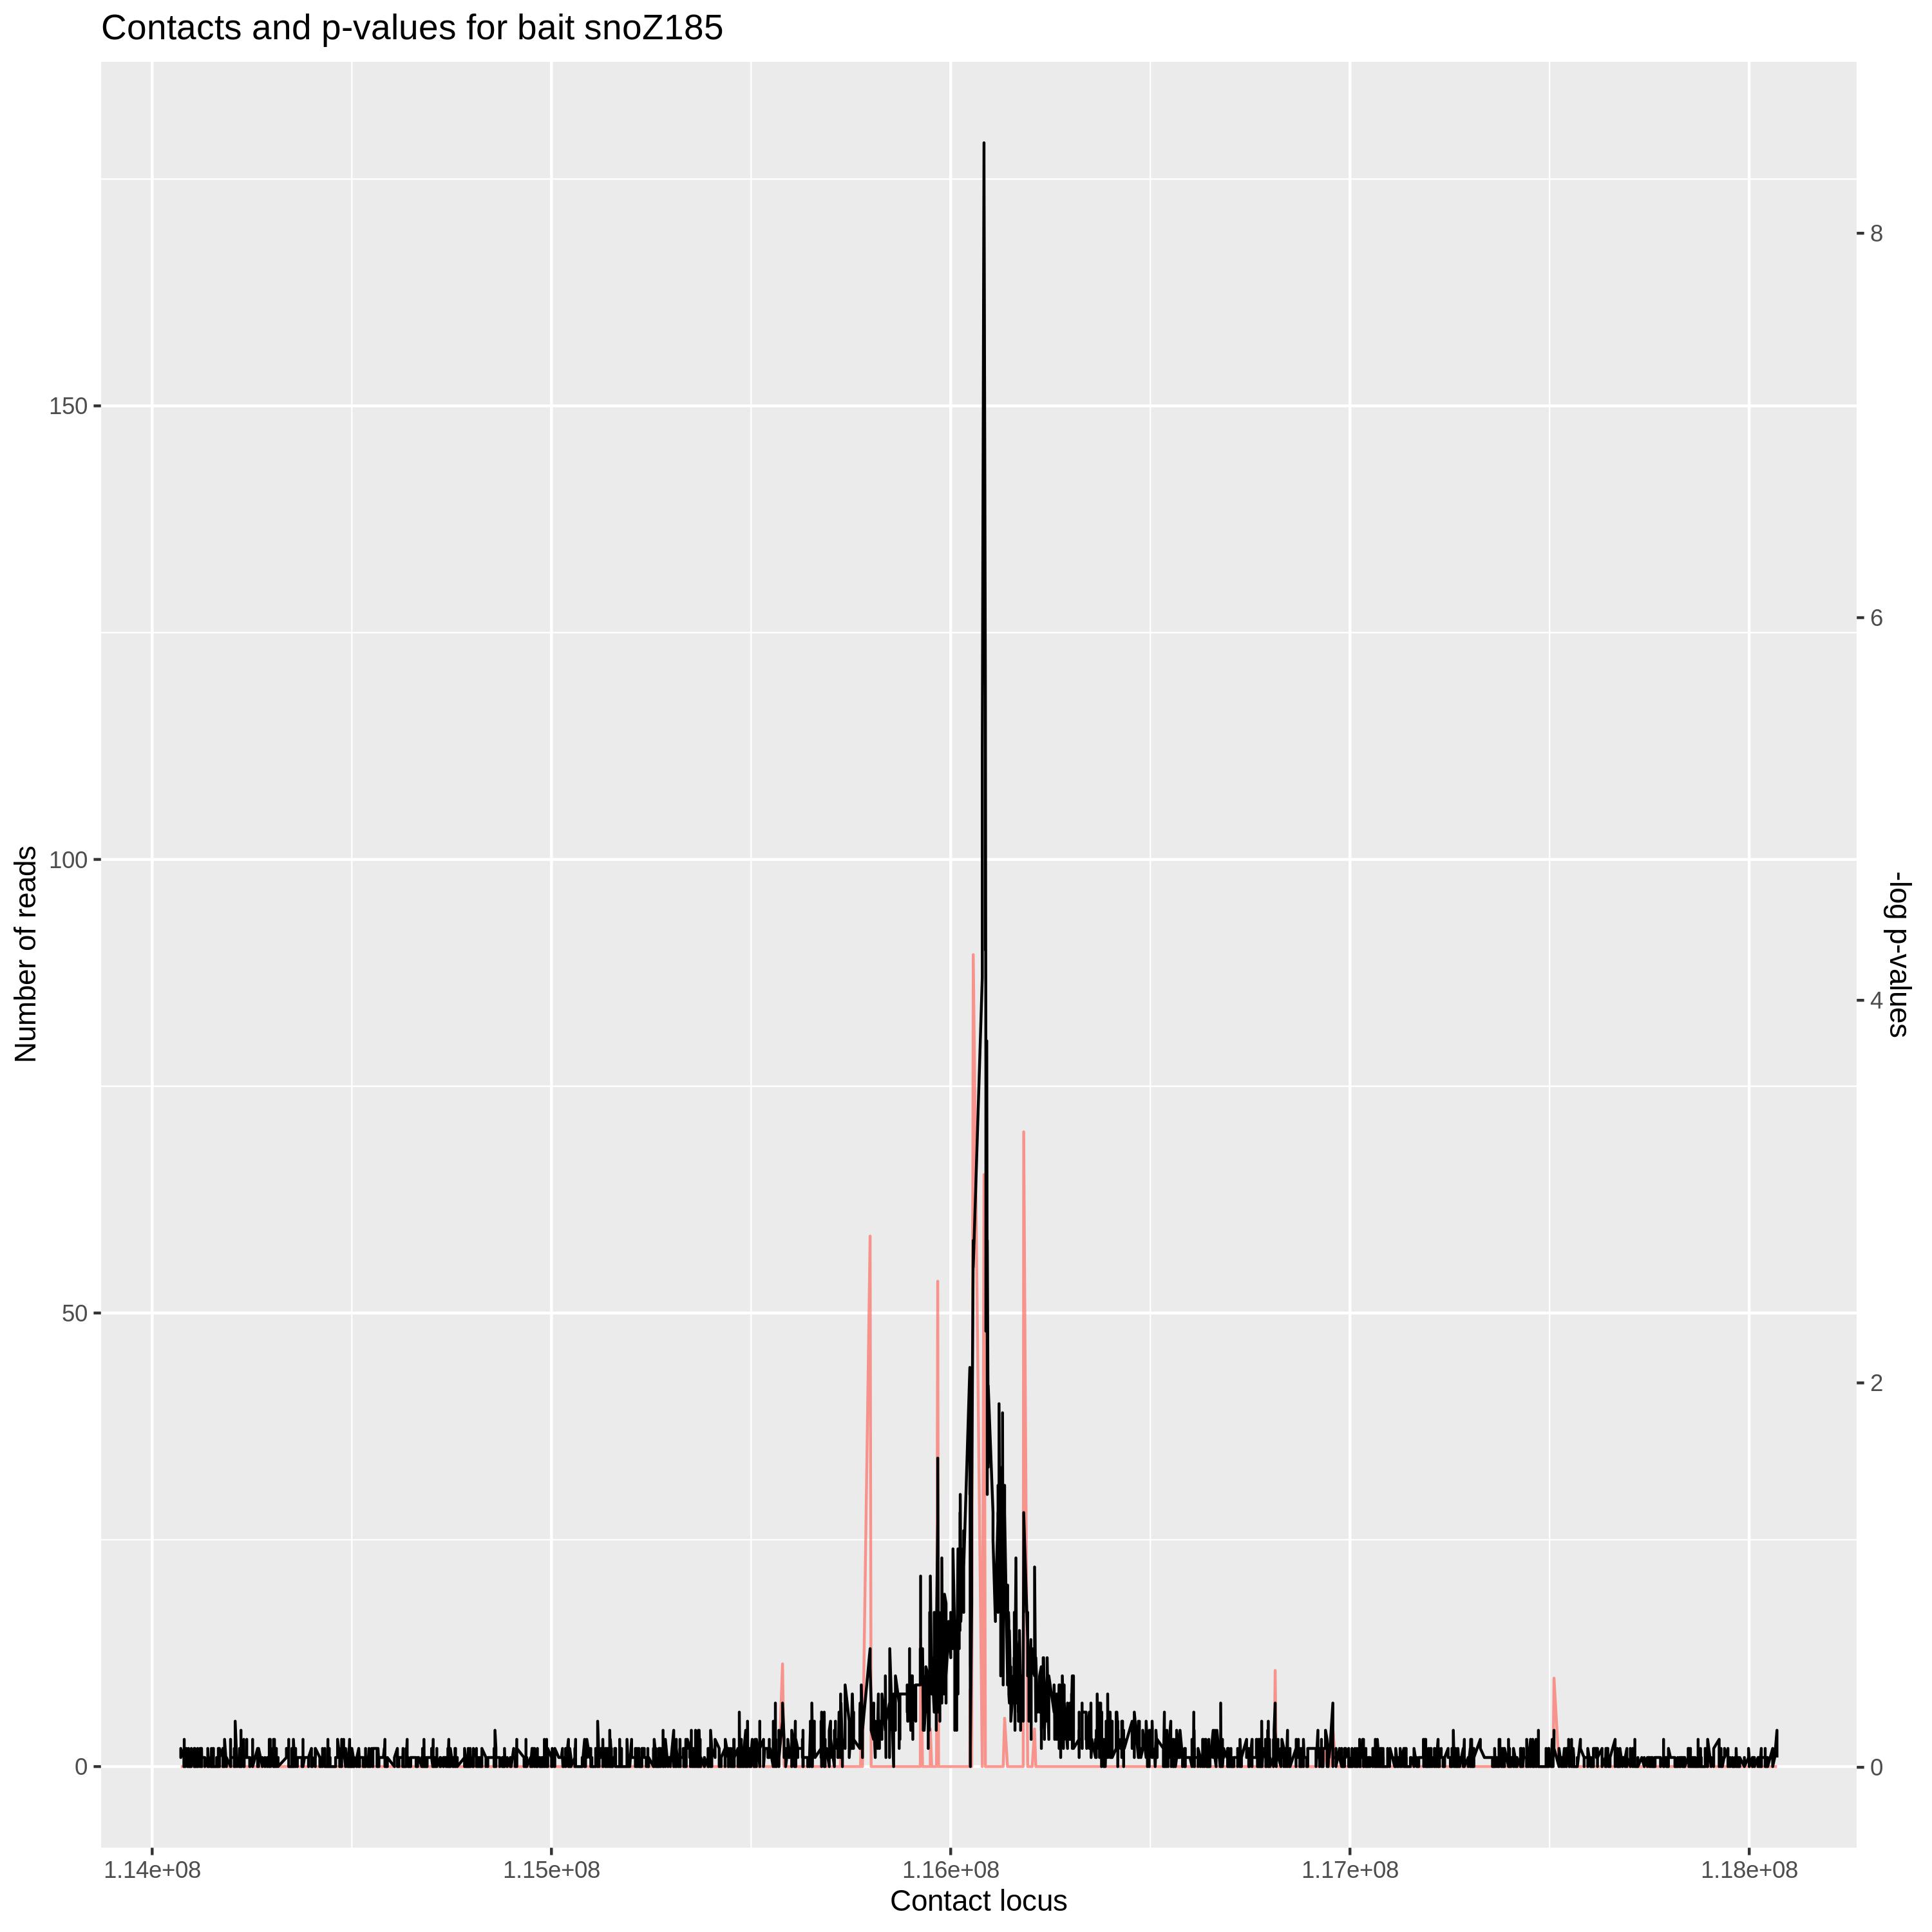 Contacts and p-values for bait snoZ185
150
100
50
0
Number of reads
8
6
4
2
0
-log p-values
1.14e+08
1.15e+08
1.16e+08
1.17e+08
1.18e+08
Contact locus